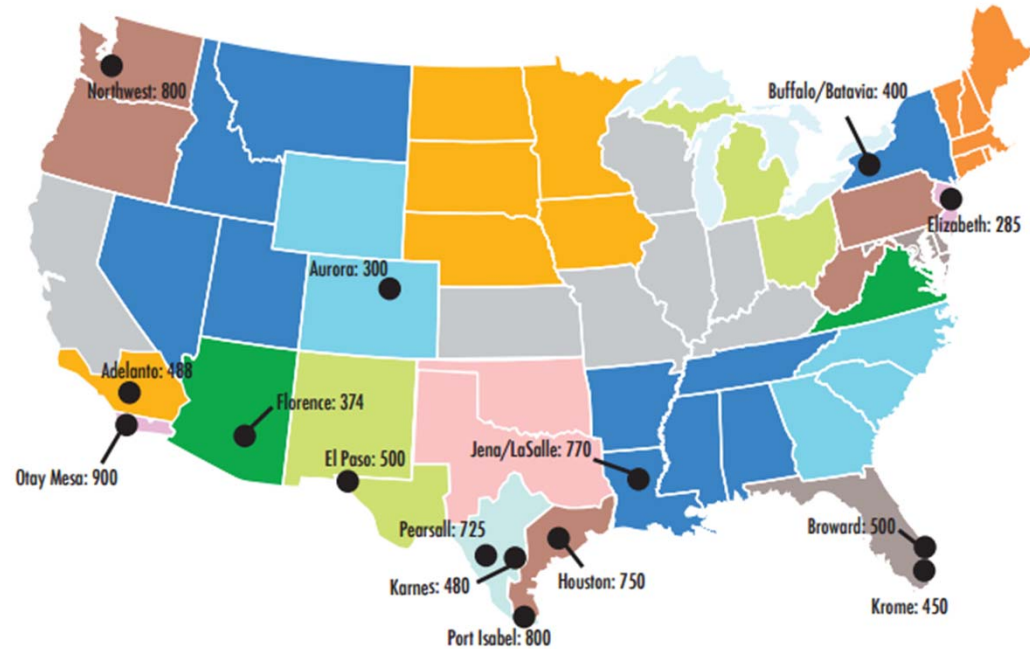 Northwest: 800
Buffalo/Batavia: 400
Elizabeth: 285
Aurora: 300
Adelanto: 488
Florence: 374
Otay Mesa: 900
El Paso: 500
Jena/LaSalle: 770
Pearsall: 725
Broward: 500
Karnes: 480
Houston: 750
Krome: 450
Port Isabel: 800